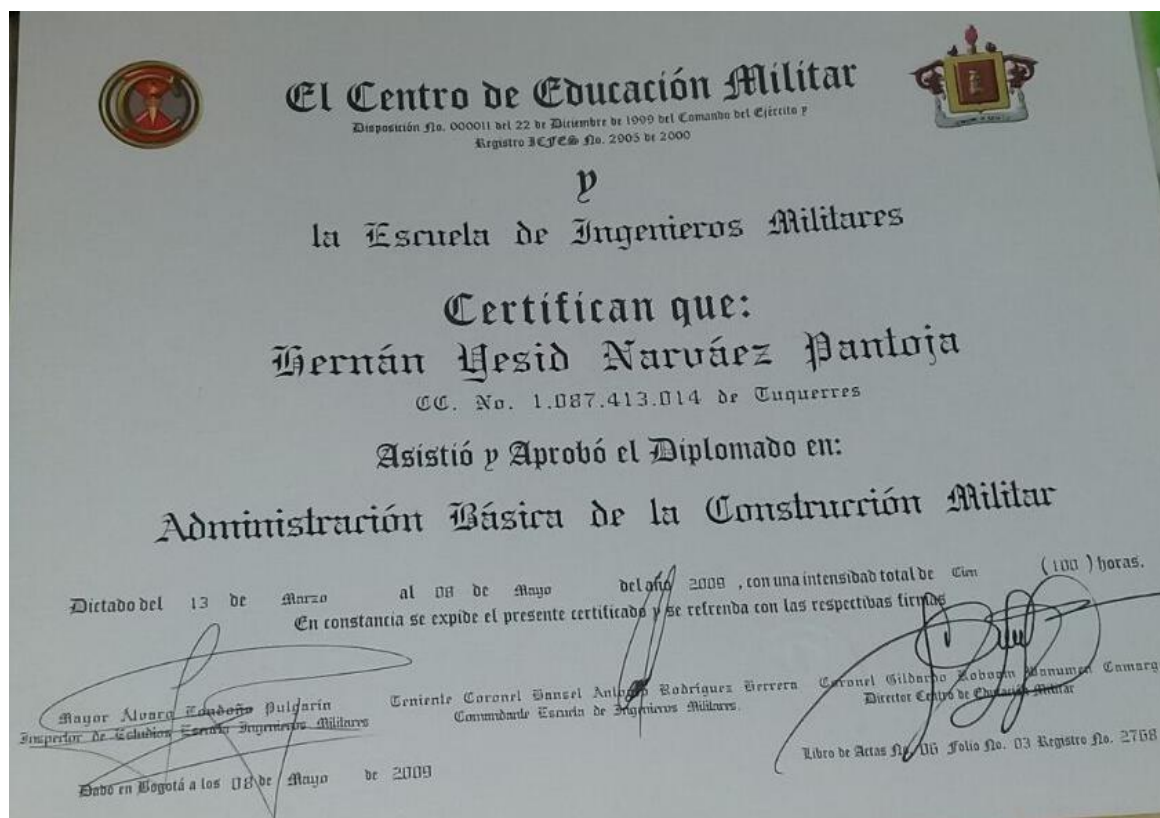 El Centro de Educación Militar
Disposición No. 000011 del 22 de Diciembre de 1999 del Comando del Ejército y
Registro ICFES No. 2905 de 2000
y
la Escuela de Ingenieros Militares
Certifican que:
Hernán Yesid Narváez Pantoja
CC. No. 1.087.413.014 de Tuquerres
Asistió y Aprobó el Diplomado en:
Administración Básica de la Construcción Militar
Dictado del 13 de Marzo al 08 de Mayo del año 2009 , con una intensidad total de Cien ( 100 ) horas.
En constancia se expide el presente certificado y se refrenda con las respectibas firmas
Mayor Alvaro Londoño Pulgarín
Inspector de Estudios Escuela Ingenieros Militares
Teniente Coronel Hansel Antonio Rodríguez Herrera
Commandante Escuela de Ingenieros Militares.
Coronel Gildardo Manumen Camarg
Director Centro de Educación Militar
Libro de Actas No. 06 Folio No. 03 Registro No. 2768
Dado en Bogotá a los 08 de Mayo de 2009